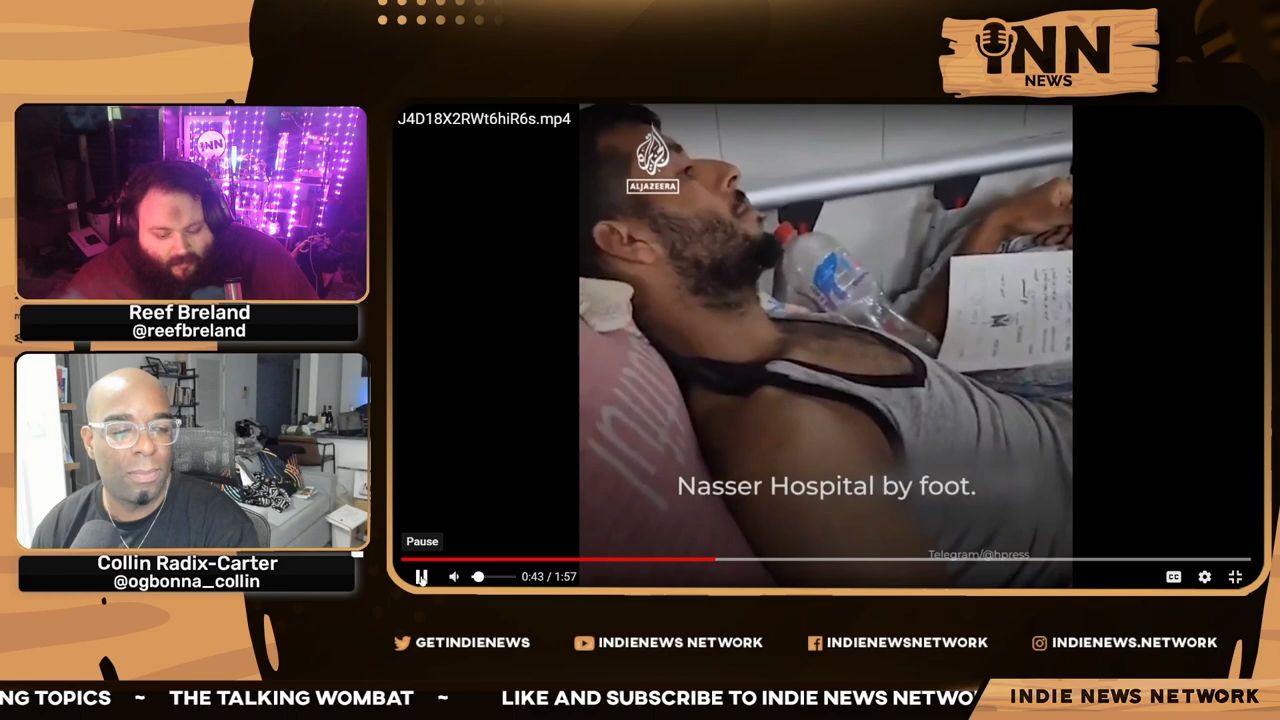 INN
NEWS
J4D18X2RWt6hiR6s.mp4
ALJAZEERA
INN
Reef Breland
@reefbreland
Nasser Hospital by foot.
Pause
Telegram/@hpress
0:43 / 1:57
CC
Collin Radix-Carter
@ogbonna_collin
GETINDIENEWS
INDIENEWS NETWORK
INDIENEWSNETWORK
INDIENEWS.NETWORK
NG TOPICS ~ THE TALKING WOMBAT ~ LIKE AND SUBSCRIBE TO INDIE NEWS NETWO
INDIE NEWS NETWORK